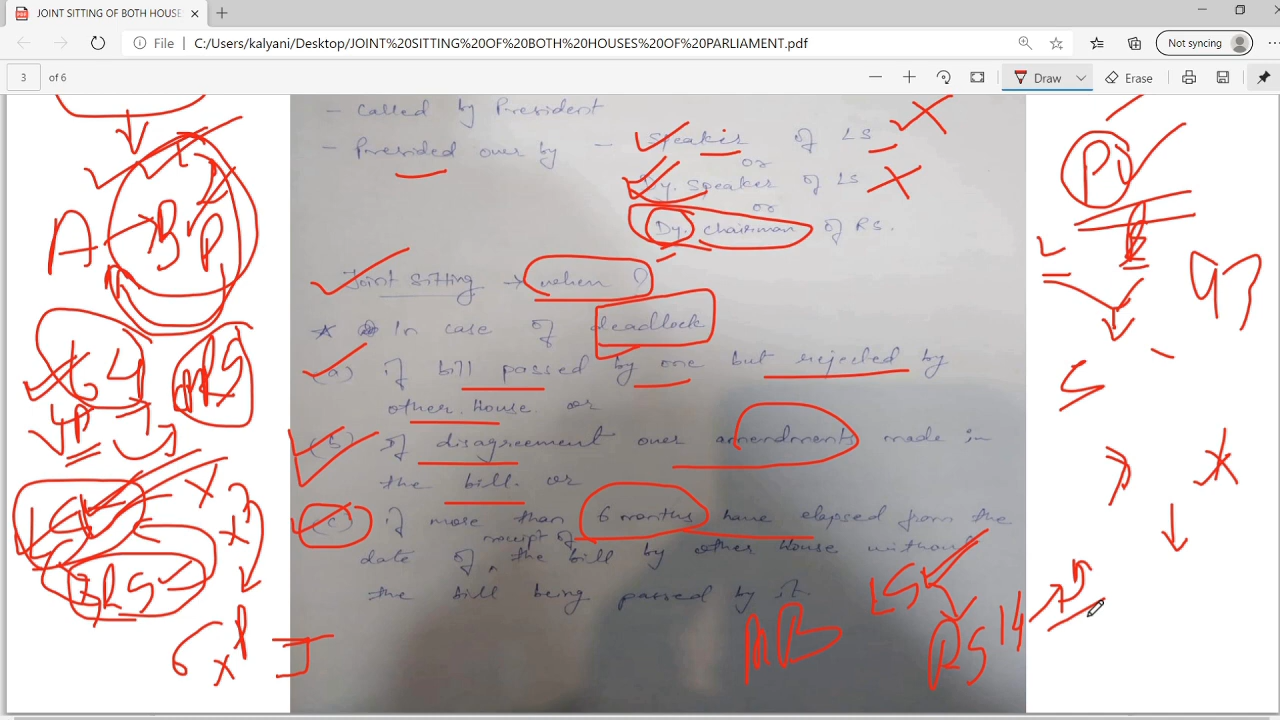 JOINT SITTING OF BOTH HOUSE
File
C:/Users/kalyani/Desktop/JOINT%20SITTING%20OF%20BOTH%20HOUSES%20OF%20PARLIAMENT.pdf
Not syncing
3 of 6
Draw
Erase
- Called by President
- Presided over by - Speaker of LS
or
Dy. Speaker of LS
or
Dy. chairman of RS.
Joint sitting → when ?
In case of deadlock
(a) if bill passed by one but rejected by
other House or
(b) If disagreement over amendments made in
the bill. or
(c) if more than 6 months have elapsed from the
date of receipt of the bill by other House without
the bill being passed by it.
A
B
RS
LS
RS
MB
LS
RS 14